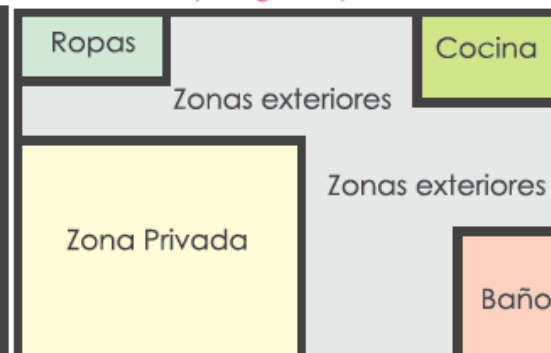 Ropas
Cocina
Zonas exteriores
Zonas exteriores
Zona Privada
Baño